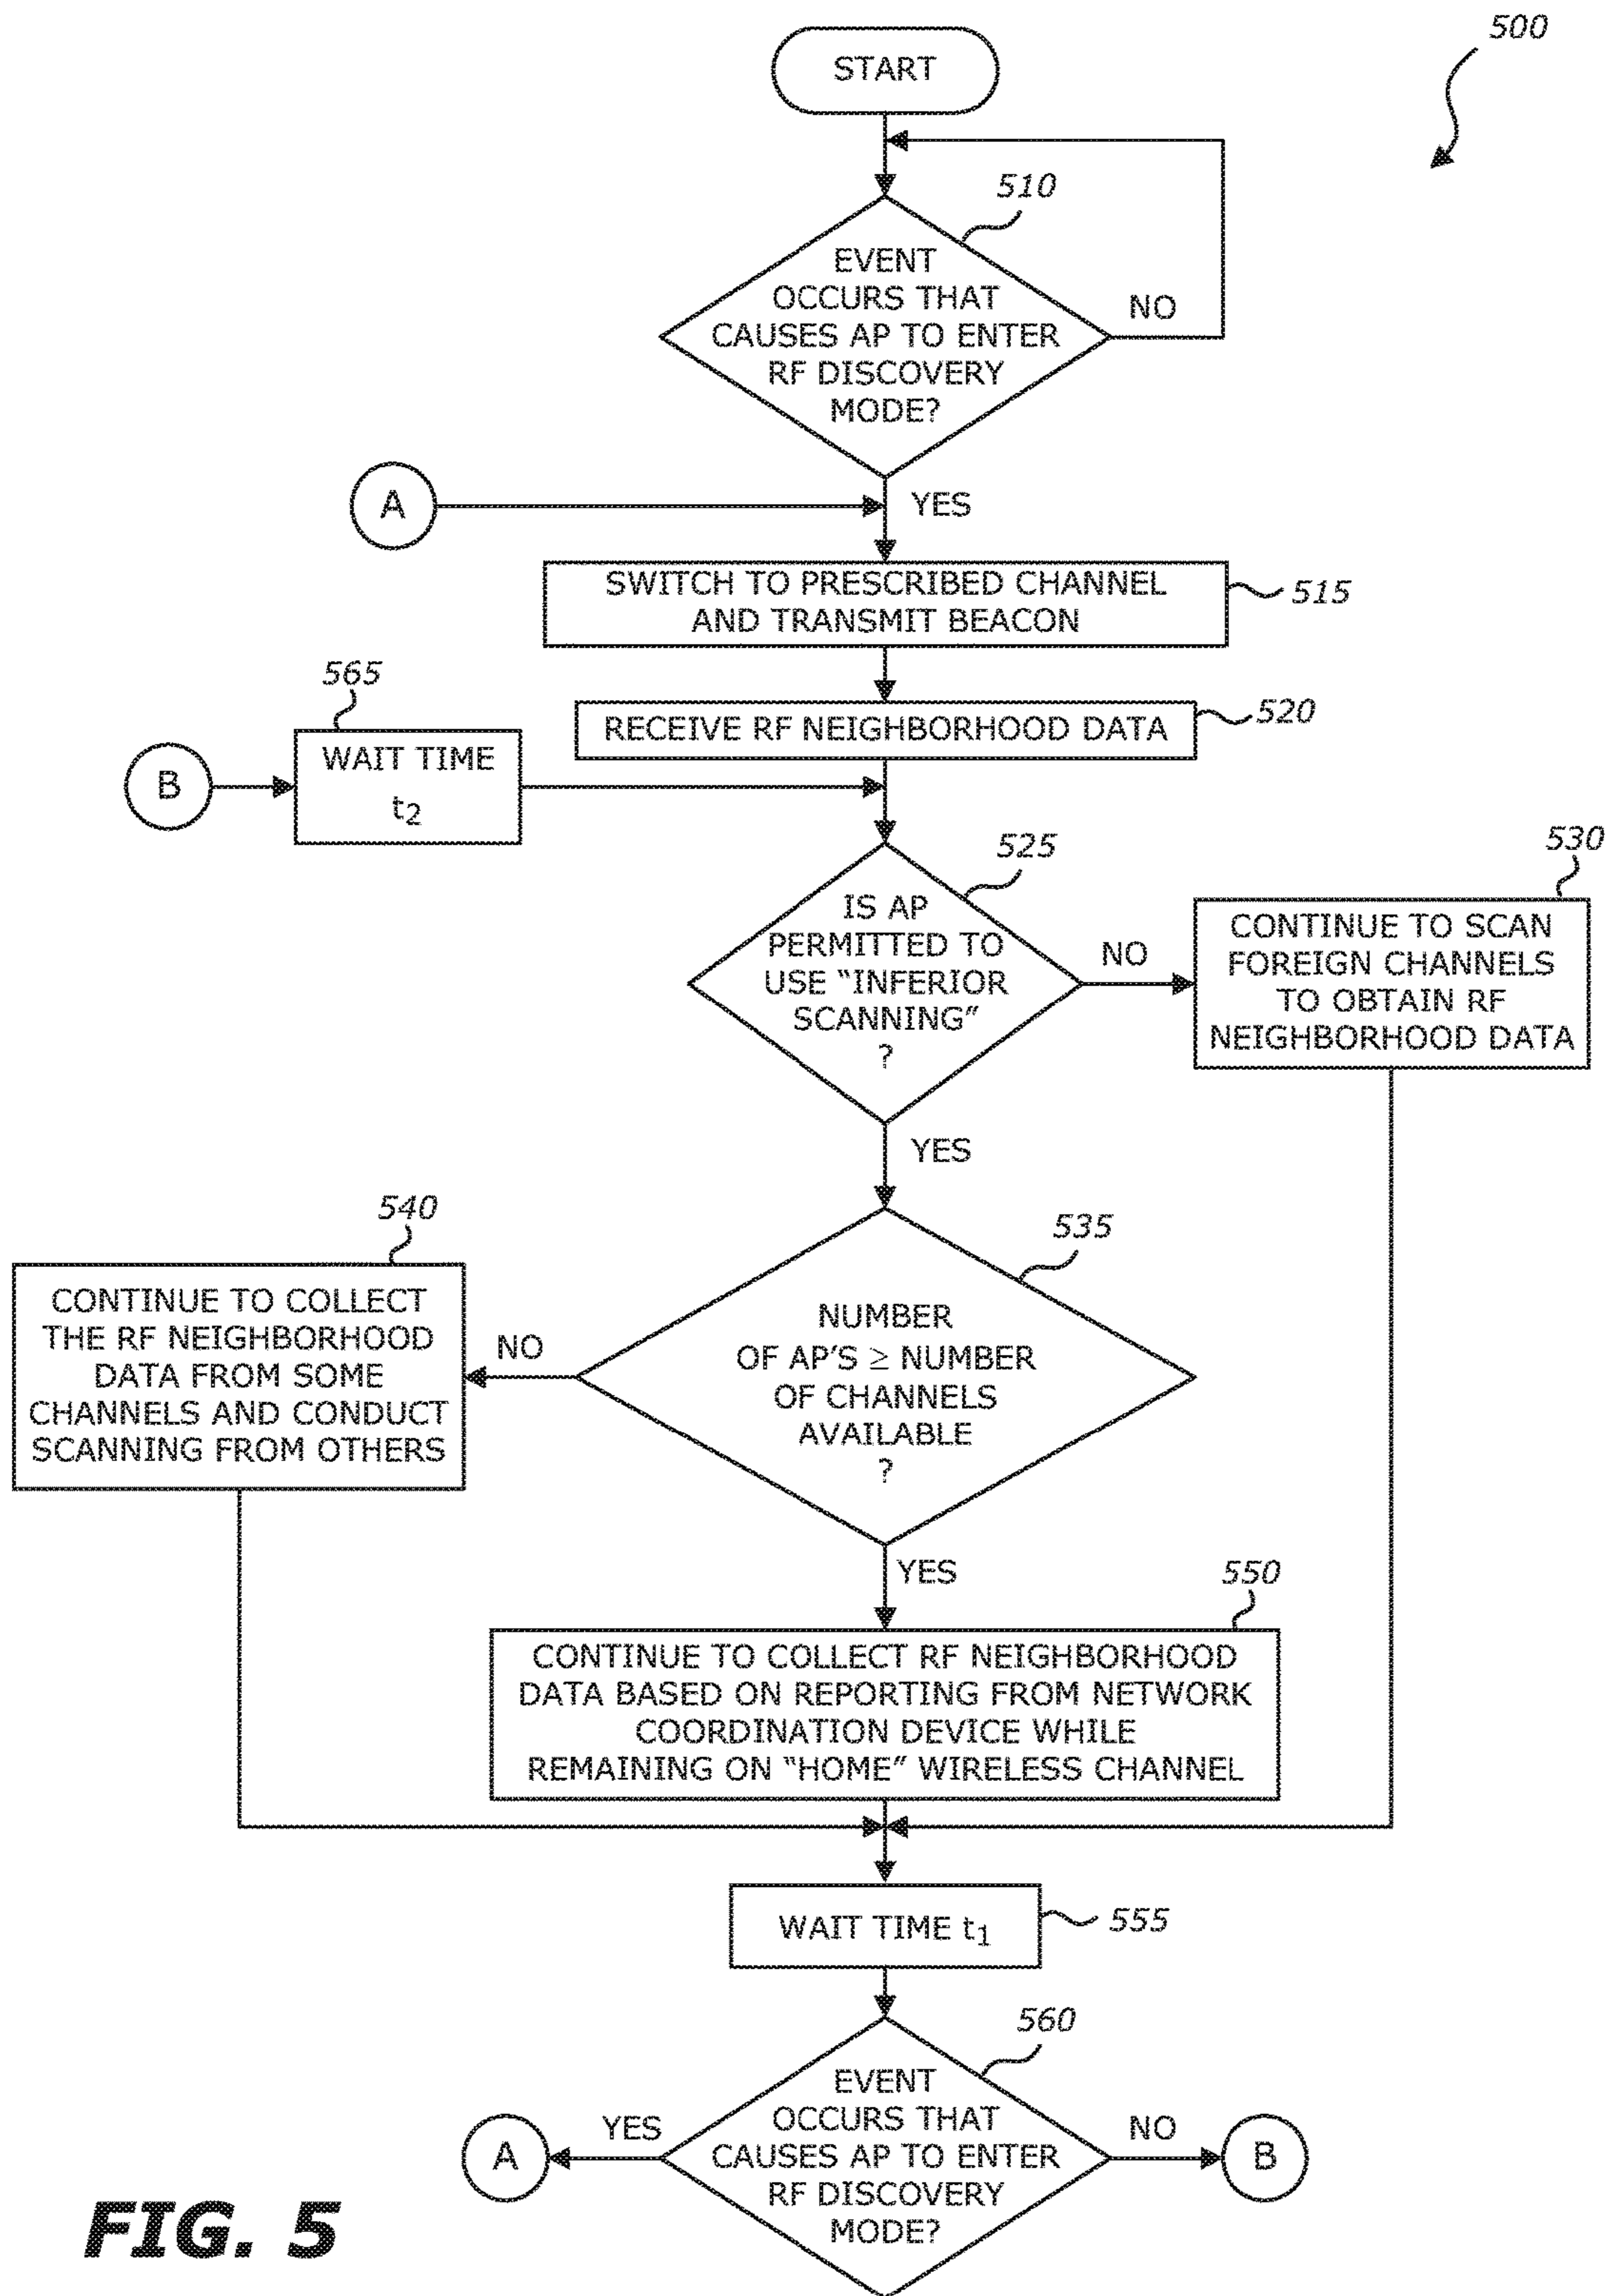 500
START
510
EVENT
OCCURS THAT
CAUSES AP TO ENTER
RF DISCOVERY
MODE?
NO
A
YES
SWITCH TO PRESCRIBED CHANNEL
AND TRANSMIT BEACON
515
565
RECEIVE RF NEIGHBORHOOD DATA
520
B
WAIT TIME
t2
525
530
IS AP
PERMITTED TO
USE “INFERIOR
SCANNING”
?
NO
CONTINUE TO SCAN
FOREIGN CHANNELS
TO OBTAIN RF
NEIGHBORHOOD DATA
YES
540
535
CONTINUE TO COLLECT
THE RF NEIGHBORHOOD
DATA FROM SOME
CHANNELS AND CONDUCT
SCANNING FROM OTHERS
NO
NUMBER
OF AP'S ≥ NUMBER
OF CHANNELS
AVAILABLE
?
YES
550
CONTINUE TO COLLECT RF NEIGHBORHOOD
DATA BASED ON REPORTING FROM NETWORK
COORDINATION DEVICE WHILE
REMAINING ON “HOME” WIRELESS CHANNEL
WAIT TIME t1
555
560
EVENT
OCCURS THAT
CAUSES AP TO ENTER
RF DISCOVERY
MODE?
YES
A
NO
B
FIG. 5